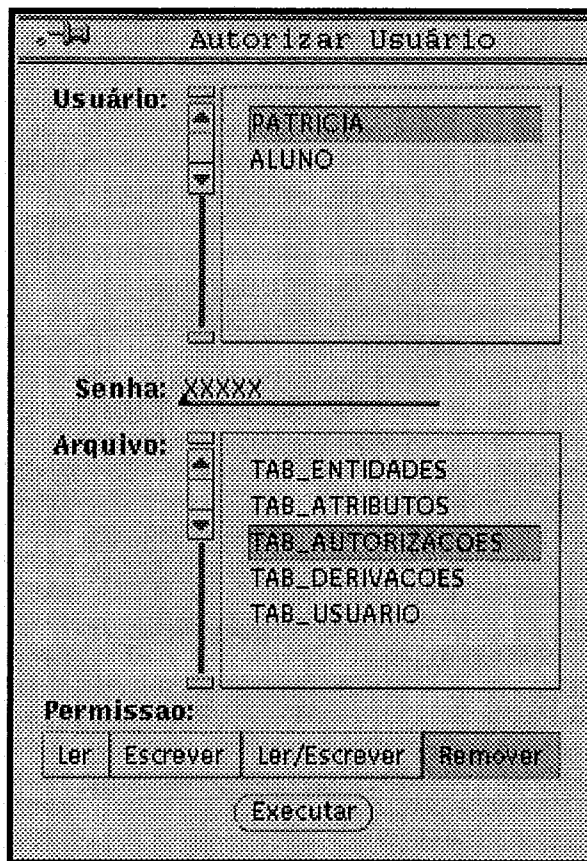 Autorizar Usuário
Usuário:
PATRICIA
ALUNO
Senha: XXXXX
Arquivo:
TAB_ENTIDADES
TAB_ATRIBUTOS
TAB_AUTORIZACOES
TAB_DERIVACOES
TAB_USUARIO
Permissao:
Ler Escrever Ler/Escrever Remover
Executar